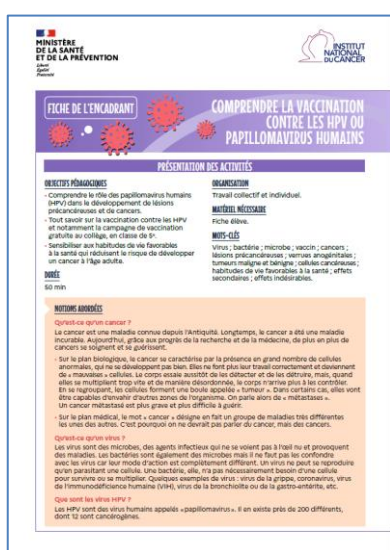 MINISTÈRE
DE LA SANTÉ
ET DE LA PRÉVENTION
Liberté
Égalité
Fraternité
INSTITUT
NATIONAL
DU CANCER
FICHE DE L'ENCADRANT
COMPRENDRE LA VACCINATION
CONTRE LES HPV OU
PAPILLOMAVIRUS HUMAINS
PRÉSENTATION DES ACTIVITÉS
OBJECTIFS PÉDAGOGIQUES
- Comprendre le rôle des papillomavirus humains
(HPV) dans le développement de lésions
précancéreuses et de cancers.
- Tout savoir sur la vaccination contre les HPV
et notamment la campagne de vaccination
gratuite au collège, en classe de 5e.
- Sensibiliser aux habitudes de vie favorables
à la santé qui réduisent le risque de développer
un cancer à l'âge adulte.
DURÉE
50 min
ORGANISATION
Travail collectif et individuel.
MATÉRIEL NÉCESSAIRE
Fiche élève.
MOTS-CLÉS
Virus ; bactérie ; microbe ; vaccin ; cancers ;
lésions précancéreuses ; verrues anogénitales ;
tumeurs maligne et bénigne ; cellules cancéreuses ;
habitudes de vie favorables à la santé ; effets
secondaires ; effets indésirables.
NOTIONS ABORDÉES
Qu'est-ce qu'un cancer ?
Le cancer est une maladie connue depuis l'Antiquité. Longtemps, le cancer a été une maladie
incurable. Aujourd'hui, grâce aux progrès de la recherche et de la médecine, de plus en plus de
cancers se soignent et se guérissent.
- Sur le plan biologique, le cancer se caractérise par la présence en grand nombre de cellules
anormales, qui ne se développent pas bien. Elles ne font plus leur travail correctement et deviennent
de « mauvaises » cellules. Le corps essaie aussitôt de les détecter et de les détruire, mais, quand
elles se multiplient trop vite et de manière désordonnée, le corps n'arrive plus à les contrôler.
En se regroupant, les cellules forment une boule appelée « tumeur ». Dans certains cas, elles vont
être capables d'envahir d'autres zones de l'organisme. On parle alors de « métastases ».
Un cancer métastasé est plus grave et plus difficile à guérir.
- Sur le plan médical, le mot « cancer » désigne en fait un groupe de maladies très différentes
les unes des autres. C'est pourquoi on ne devrait pas parler du cancer, mais des cancers.
Qu'est-ce qu'un virus ?
Les virus sont des microbes, des agents infectieux qui ne se voient pas à l'œil nu et provoquent
des maladies. Les bactéries sont également des microbes mais il ne faut pas les confondre
avec les virus car leur mode d'action est complètement différent. Un virus ne peut se reproduire
qu'en parasitant une cellule. Une bactérie, elle, n'a pas nécessairement besoin d'une cellule
pour survivre ou se multiplier. Quelques exemples de virus : virus de la grippe, coronavirus, virus
de l'immunodéficience humaine (VIH), virus de la bronchiolite ou de la gastro-entérite, etc.
Que sont les virus HPV ?
Les HPV sont des virus humains appelés «papillomavirus». Il en existe près de 200 différents,
dont 12 sont cancérogènes.